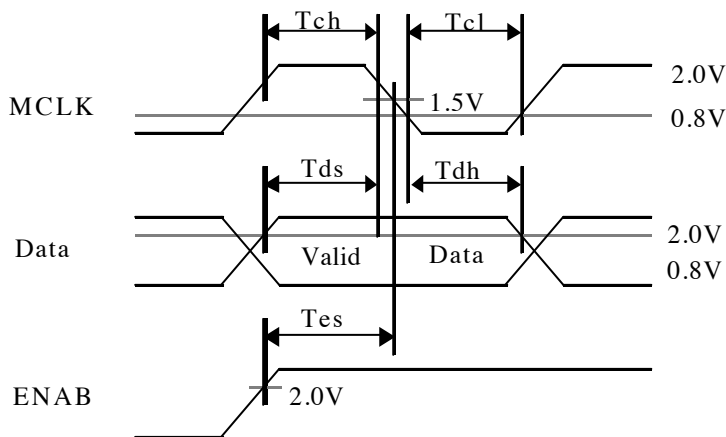 Tch
Tcl
2.0V
MCLK
1.5V
0.8V
Tds
Tdh
Data
Valid
Data
2.0V
0.8V
Tes
ENAB
2.0V